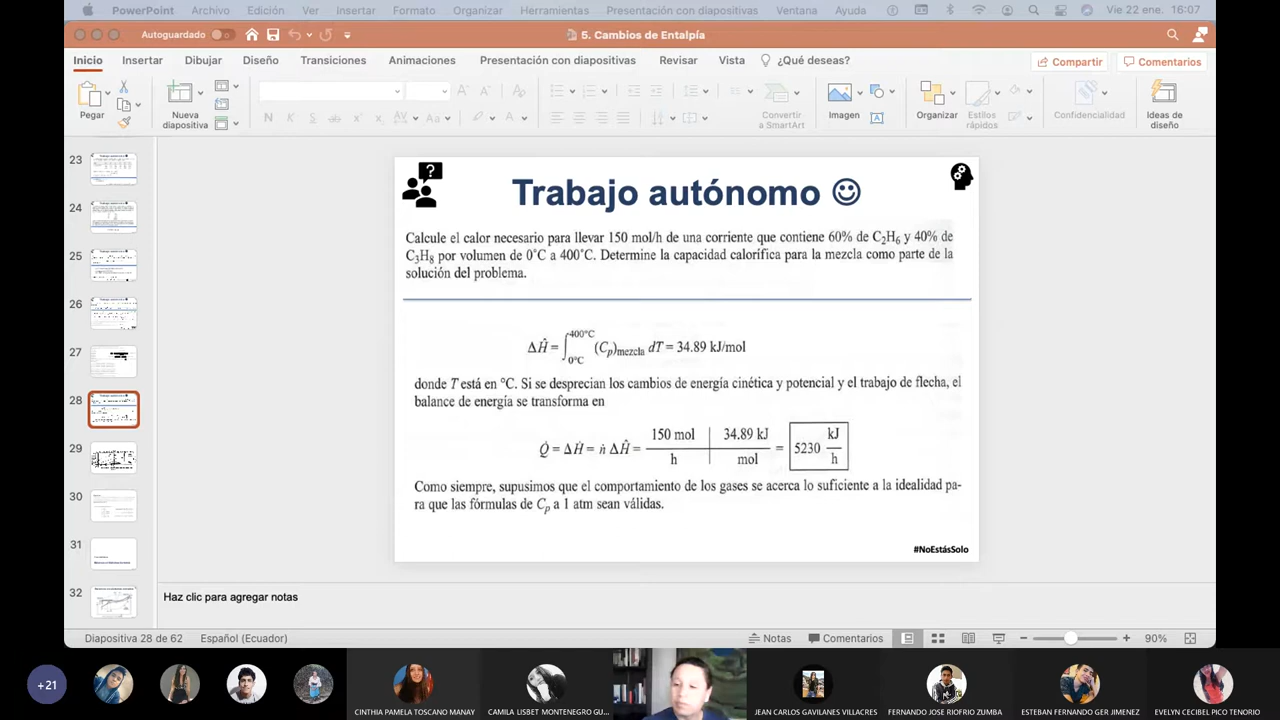 PowerPoint Archivo Edición Ver Insertar Formato Organizar Herramientas Presentación con diapositivas Ventana Ayuda Vie 22 ene. 16:07
Autoguardado 5. Cambios de Entalpía
Inicio Insertar Dibujar Diseño Transiciones Animaciones Presentación con diapositivas Revisar Vista ¿Qué deseas? Compartir Comentarios
Pegar Nueva diapositiva Convertir a SmartArt Imagen Organizar Estilos rápidos Confidencialidad Ideas de diseño
23
24
25
26
27
28
29
30
31
32
Trabajo autónomo ☺
Calcule el calor necesario para llevar 150 mol/h de una corriente que contiene 60% de C₂H₆ y 40% de
C₃H₈ por volumen de 0°C a 400°C. Determine la capacidad calorífica para la mezcla como parte de la
solución del problema.
ΔĤ = ∫₀°C^400°C (Cp)mezcla dT = 34.89 kJ/mol
donde T está en °C. Si se desprecian los cambios de energía cinética y potencial y el trabajo de flecha, el
balance de energía se transforma en
Q̇ = ΔḢ = ṅ ΔĤ = 150 mol / h | 34.89 kJ / mol = 5230 kJ / h
Como siempre, supusimos que el comportamiento de los gases se acerca lo suficiente a la idealidad pa-
ra que las fórmulas de Cp a 1 atm sean válidas.
#NoEstásSolo
Haz clic para agregar notas
Diapositiva 28 de 62 Español (Ecuador) Notas Comentarios 90%
+21
CINTHIA PAMELA TOSCANO MANAY
CAMILA LISBET MONTENEGRO GU...
JEAN CARLOS GAVILANES VILLACRES
FERNANDO JOSE RIOFRIO ZUMBA
ESTEBAN FERNANDO GER JIMENEZ
EVELYN CECIBEL PICO TENORIO